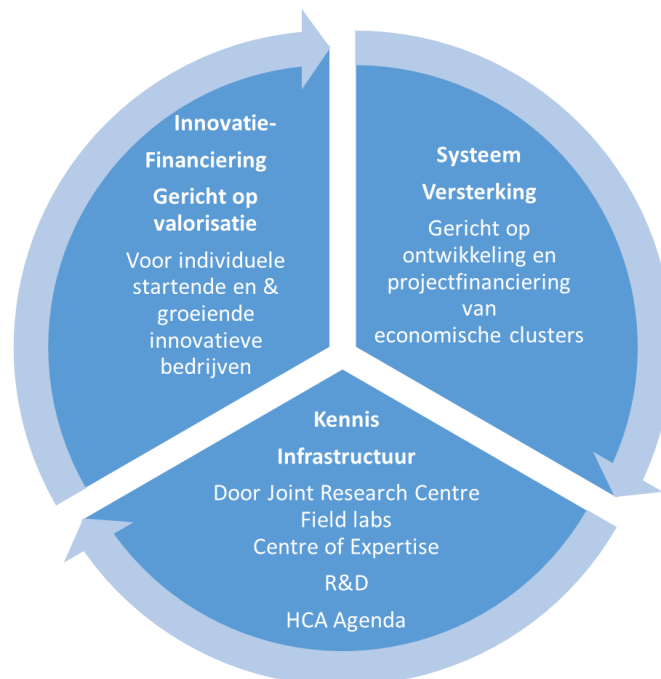 Innovatie-
Financiering
Gericht op
valorisatie
Voor individuele
startende en &
groeiende
innovatieve
bedrijven
Systeem
Versterking
Gericht op
ontwikkeling en
projectfinanciering
van
economische clusters
Kennis
Infrastructuur
Door Joint Research Centre
Field labs
Centre of Expertise
R&D
HCA Agenda